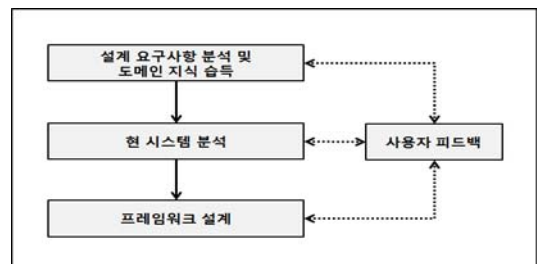 설계 요구사항 분석 및
도메인 지식 습득
현 시스템 분석
사용자 피드백
프레임워크 설계